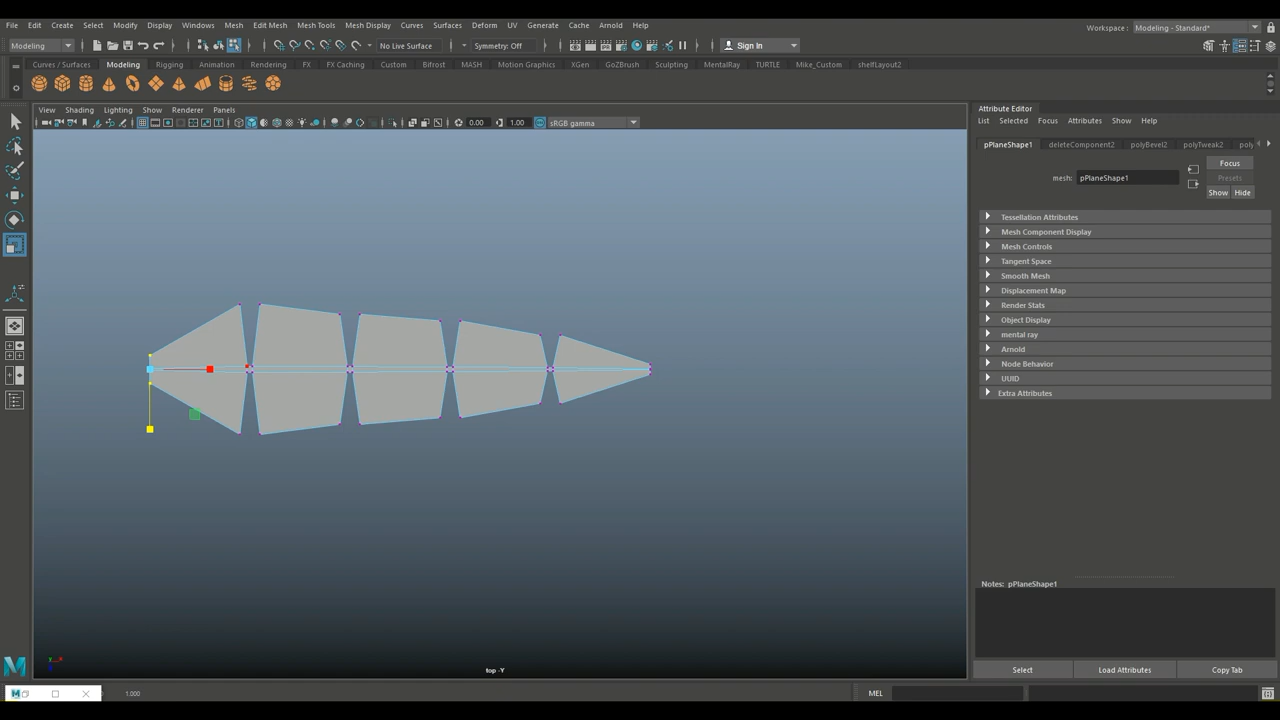 File Edit Create Select Modify Display Windows Mesh Edit Mesh Mesh Tools Mesh Display Curves Surfaces Deform UV Generate Cache Arnold Help
Workspace : Modeling - Standard*
Modeling No Live Surface Symmetry: Off Sign In
Curves / Surfaces Modeling Rigging Animation Rendering FX FX Caching Custom Bifrost MASH Motion Graphics XGen GoZBrush Sculpting MentalRay TURTLE Mike_Custom shelfLayout2
View Shading Lighting Show Renderer Panels
0.00 1.00 sRGB gamma
Attribute Editor
List Selected Focus Attributes Show Help
pPlaneShape1 deleteComponent2 polyBevel2 polyTweak2 poly
Focus
mesh: pPlaneShape1 Presets
Show Hide
Tessellation Attributes
Mesh Component Display
Mesh Controls
Tangent Space
Smooth Mesh
Displacement Map
Render Stats
Object Display
mental ray
Arnold
Node Behavior
UUID
Extra Attributes
Notes: pPlaneShape1
top -Y
Select Load Attributes Copy Tab
1.000 MEL